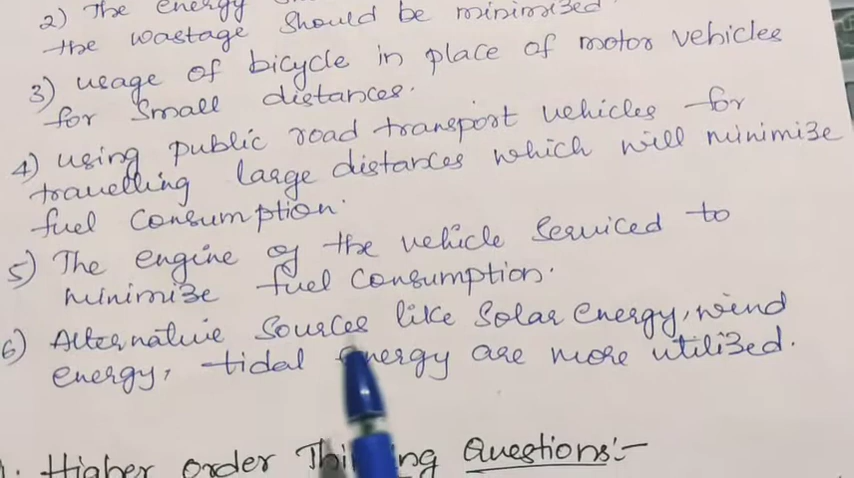 2) The energy
the wastage should be minimized
3) usage of bicycle in place of motor vehicles
for small distances.
4) using public road transport vehicles for
travelling large distances which will minimize
fuel consumption.
5) The engine of the vehicle serviced to
minimize fuel consumption.
6) Alternative sources like solar energy, wind
energy, tidal energy are more utilized.
Higher order Thinking Questions:-